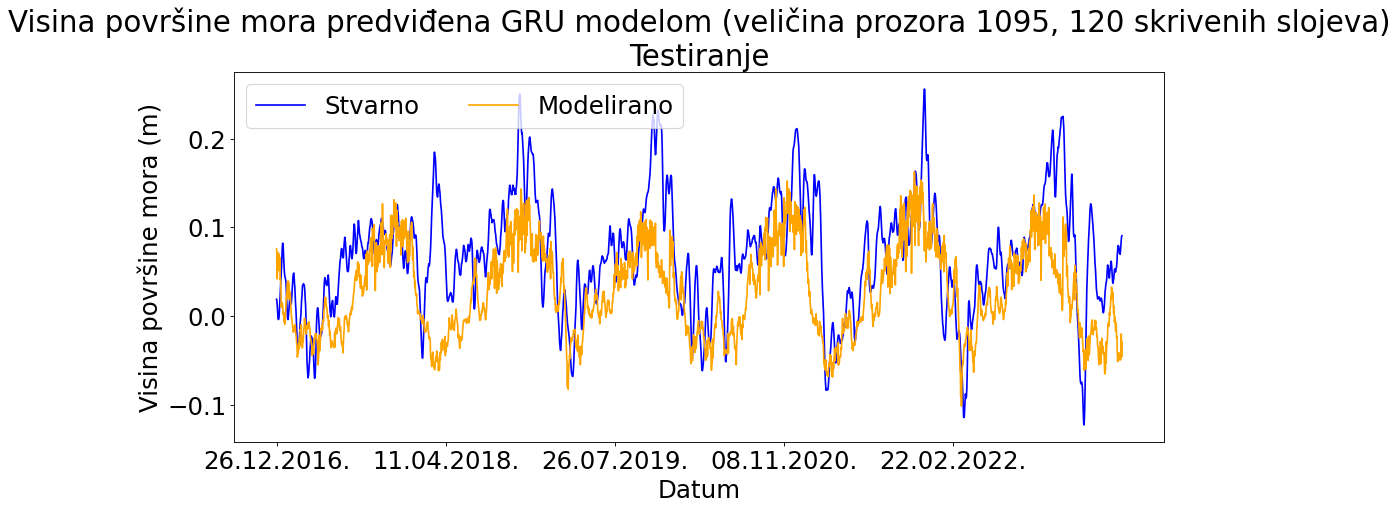 Visina površine mora predviđena GRU modelom (veličina prozora 1095, 120 skrivenih slojeva)
Testiranje
Stvarno
Modelirano
Visina površine mora (m)
0.2
0.1
0.0
−0.1
26.12.2016.
11.04.2018.
26.07.2019.
08.11.2020.
22.02.2022.
Datum